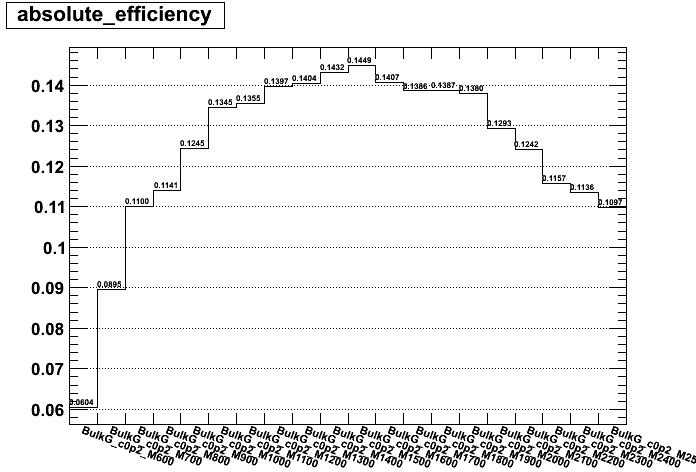 absolute_efficiency
0.14
0.13
0.12
0.11
0.1
0.09
0.08
0.07
0.06
0.0604
0.0895
0.1100
0.1141
0.1245
0.1345
0.1355
0.1397
0.1404
0.1432
0.1449
0.1407
0.1386
0.1387
0.1380
0.1293
0.1242
0.1157
0.1136
0.1097
BulkG_c0p2_M600
BulkG_c0p2_M700
BulkG_c0p2_M800
BulkG_c0p2_M900
BulkG_c0p2_M1000
BulkG_c0p2_M1100
BulkG_c0p2_M1200
BulkG_c0p2_M1300
BulkG_c0p2_M1400
BulkG_c0p2_M1500
BulkG_c0p2_M1600
BulkG_c0p2_M1700
BulkG_c0p2_M1800
BulkG_c0p2_M1900
BulkG_c0p2_M2000
BulkG_c0p2_M2100
BulkG_c0p2_M2200
BulkG_c0p2_M2300
BulkG_c0p2_M2400